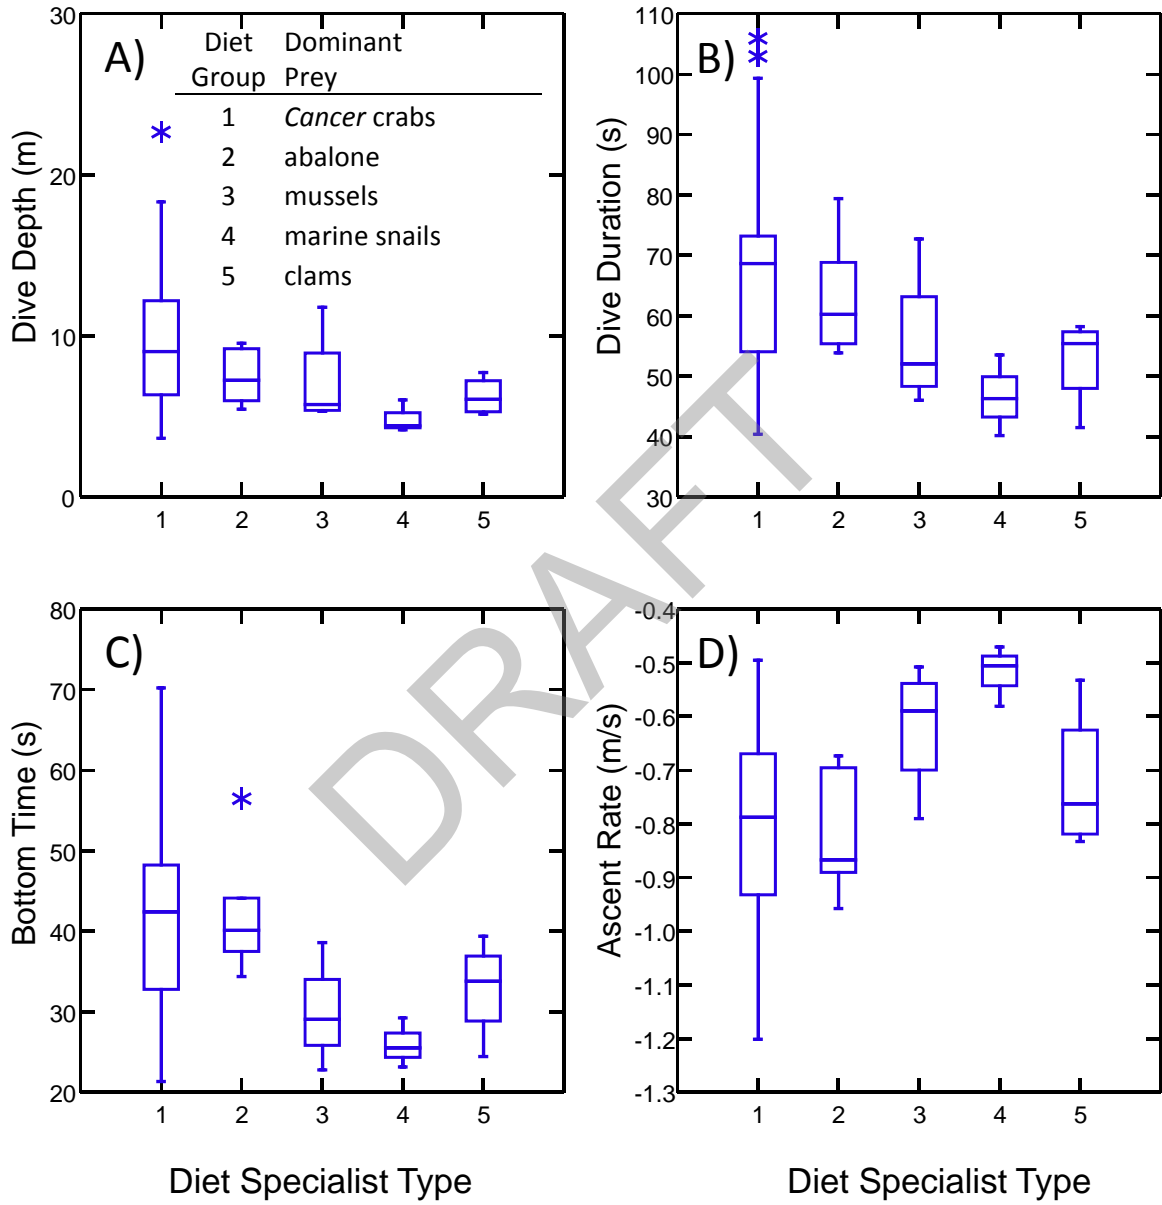 A)
Diet Dominant
Group Prey
1 Cancer crabs
2 abalone
3 mussels
4 marine snails
5 clams
Dive Depth (m)
30
20
10
0
1 2 3 4 5
B)
Dive Duration (s)
110
100
90
80
70
60
50
40
30
1 2 3 4 5
DRAFT
C)
Bottom Time (s)
80
70
60
50
40
30
20
1 2 3 4 5
Diet Specialist Type
D)
Ascent Rate (m/s)
-0.4
-0.5
-0.6
-0.7
-0.8
-0.9
-1.0
-1.1
-1.2
-1.3
1 2 3 4 5
Diet Specialist Type